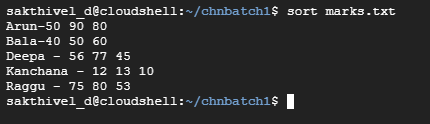 sakthivel_d@cloudshell:~/chnbatch1$ sort marks.txt
Arun-50 90 80
Bala-40 50 60
Deepa - 56 77 45
Kanchana - 12 13 10
Raggu - 75 80 53
sakthivel_d@cloudshell:~/chnbatch1$